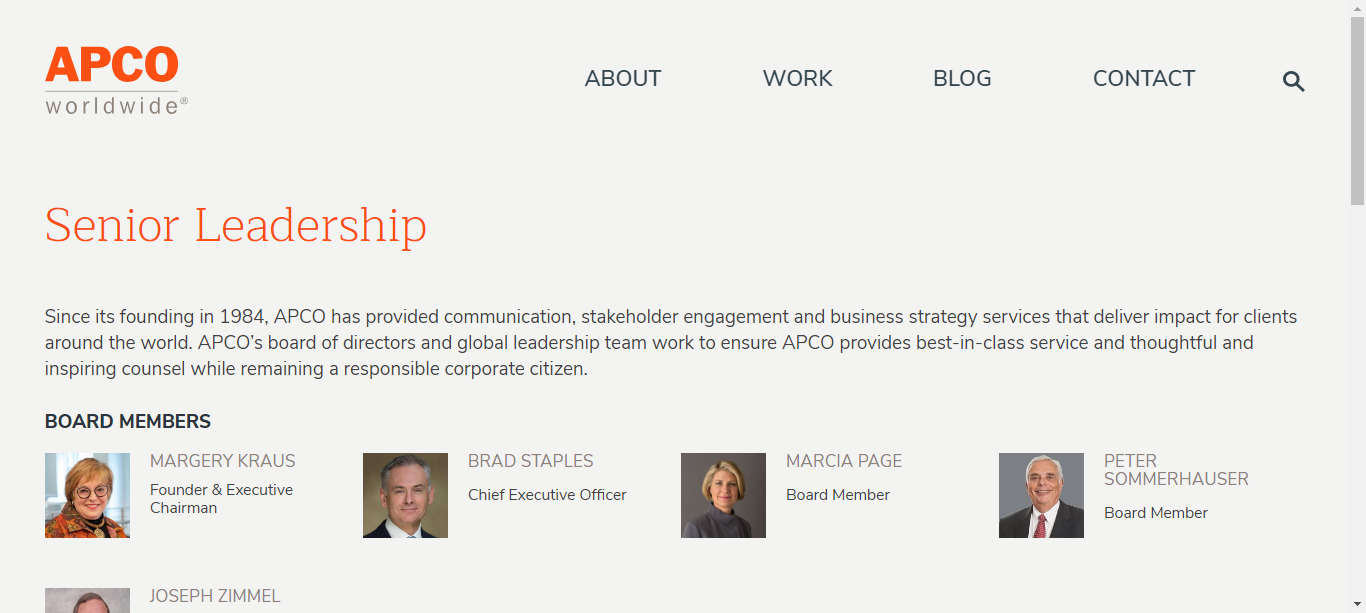 APCO
worldwide®
ABOUT
WORK
BLOG
CONTACT
Senior Leadership
Since its founding in 1984, APCO has provided communication, stakeholder engagement and business strategy services that deliver impact for clients
around the world. APCO’s board of directors and global leadership team work to ensure APCO provides best-in-class service and thoughtful and
inspiring counsel while remaining a responsible corporate citizen.
BOARD MEMBERS
MARGERY KRAUS
Founder & Executive
Chairman
BRAD STAPLES
Chief Executive Officer
MARCIA PAGE
Board Member
PETER
SOMMERHAUSER
Board Member
JOSEPH ZIMMEL